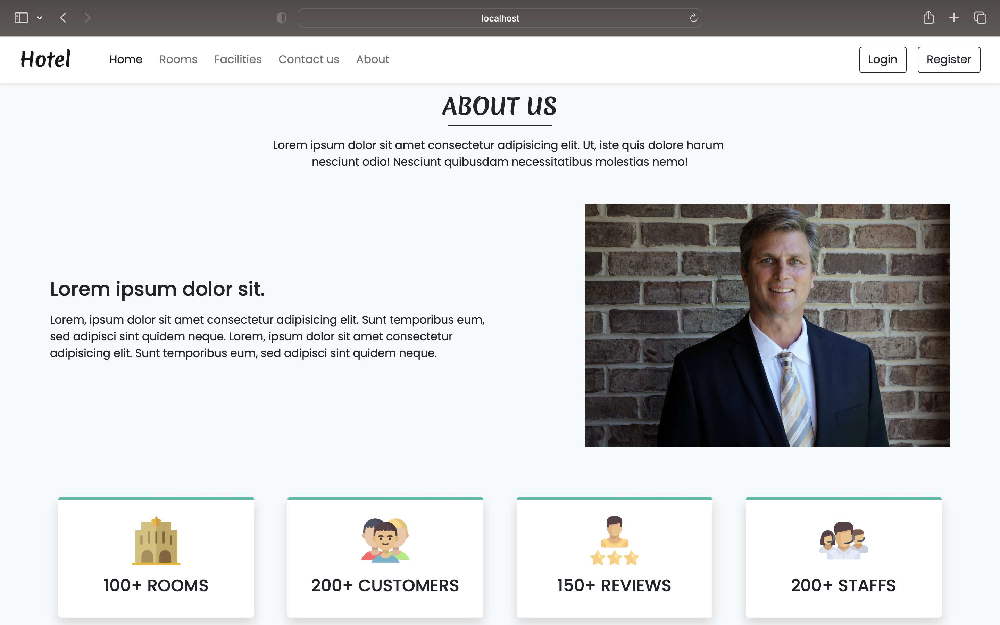 localhost
Hotel
Home Rooms Facilities Contact us About
Login Register
ABOUT US
Lorem ipsum dolor sit amet consectetur adipisicing elit. Ut, iste quis dolore harum
nesciunt odio! Nesciunt quibusdam necessitatibus molestias nemo!
Lorem ipsum dolor sit.
Lorem, ipsum dolor sit amet consectetur adipisicing elit. Sunt temporibus eum,
sed adipisci sint quidem neque. Lorem, ipsum dolor sit amet consectetur
adipisicing elit. Sunt temporibus eum, sed adipisci sint quidem neque.
100+ ROOMS
200+ CUSTOMERS
150+ REVIEWS
200+ STAFFS